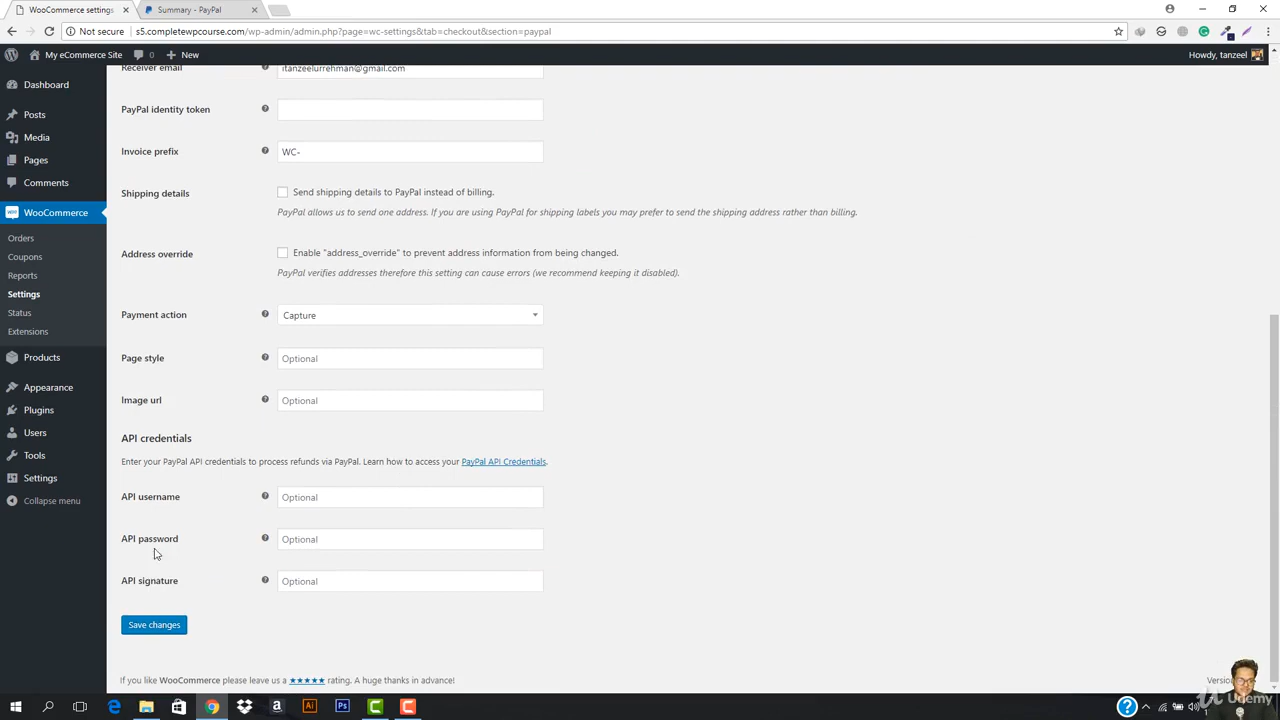 WooCommerce settings
Summary - PayPal
Not secure
s5.completewpcourse.com/wp-admin/admin.php?page=wc-settings&tab=checkout&section=paypal
My eCommerce Site
0
New
Howdy, tanzeel
Dashboard
Posts
Media
Pages
Comments
WooCommerce
Orders
Coupons
Reports
Settings
Status
Extensions
Products
Appearance
Plugins
Users
Tools
Settings
Collapse menu
Receiver email
itanzeelurrehman@gmail.com
PayPal identity token
Invoice prefix
WC-
Shipping details
Send shipping details to PayPal instead of billing.
PayPal allows us to send one address. If you are using PayPal for shipping labels you may prefer to send the shipping address rather than billing.
Address override
Enable "address_override" to prevent address information from being changed.
PayPal verifies addresses therefore this setting can cause errors (we recommend keeping it disabled).
Payment action
Capture
Page style
Optional
Image url
Optional
API credentials
Enter your PayPal API credentials to process refunds via PayPal. Learn how to access your PayPal API Credentials.
API username
Optional
API password
Optional
API signature
Optional
Save changes
If you like WooCommerce please leave us a ★★★★★ rating. A huge thanks in advance!
Udemy